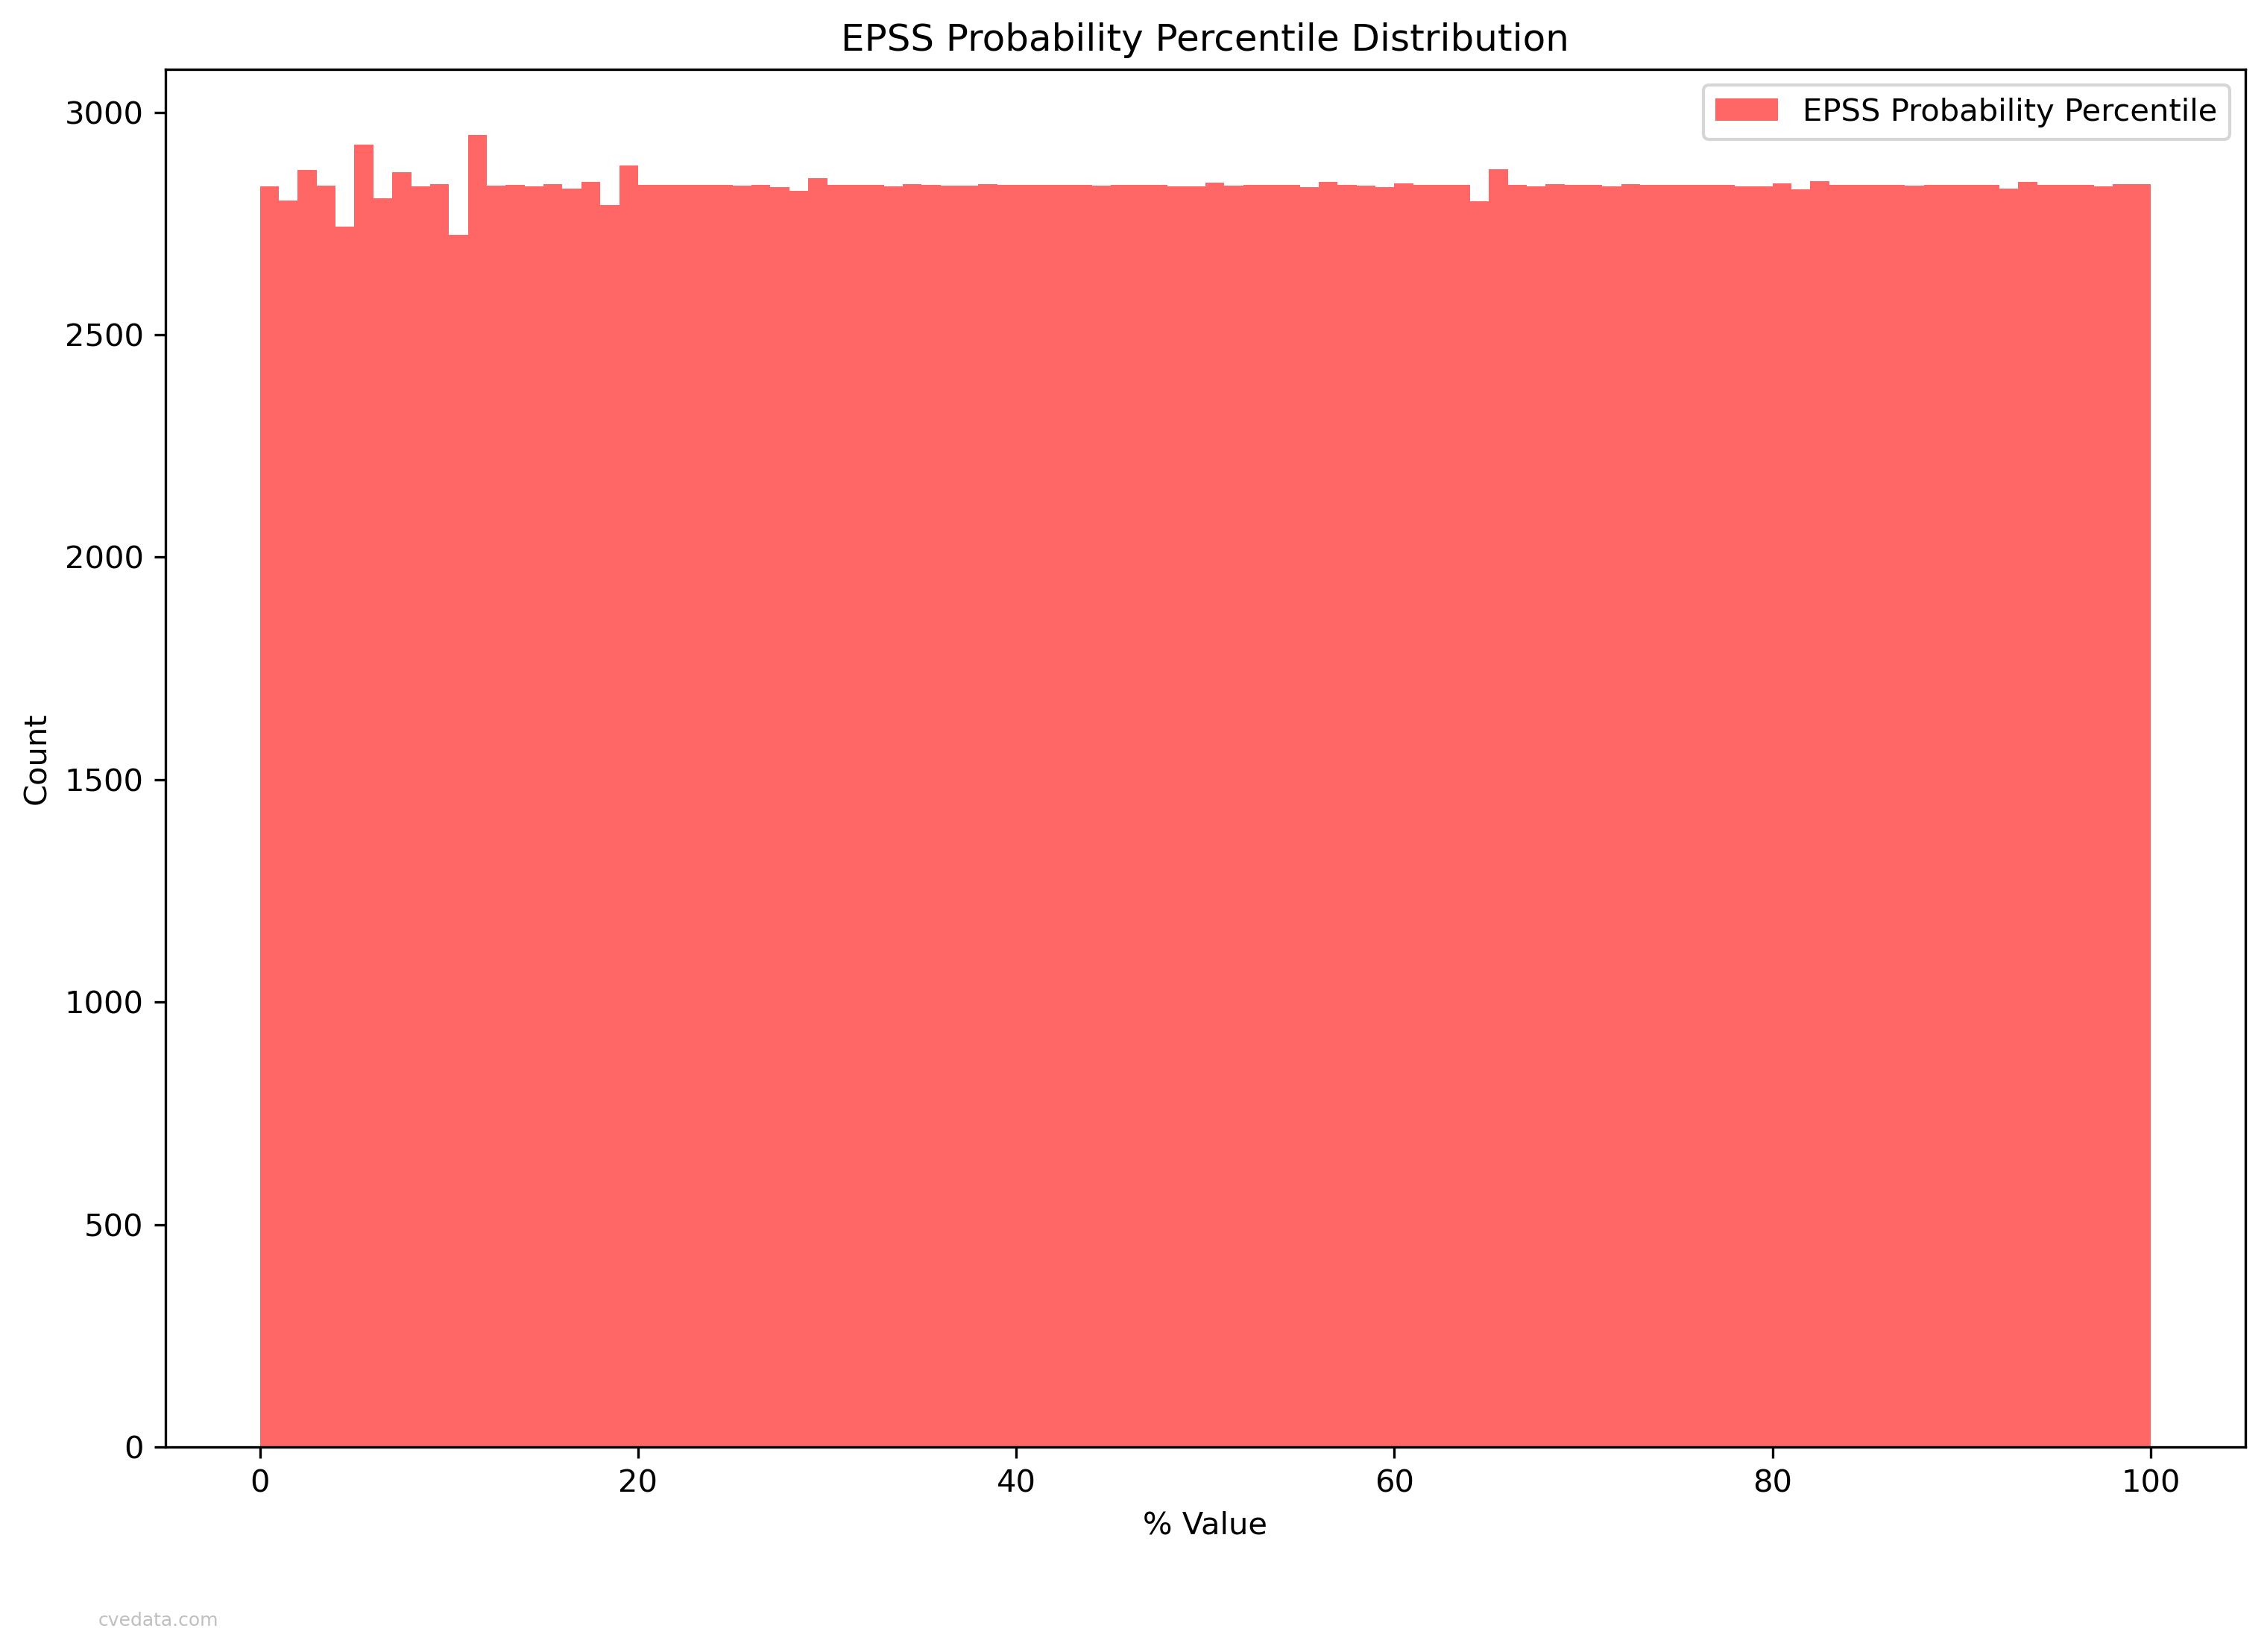 EPSS Probability Percentile Distribution
EPSS Probability Percentile
3000
2500
2000
1500
1000
500
0
Count
0 20 40 60 80 100
% Value
cvedata.com